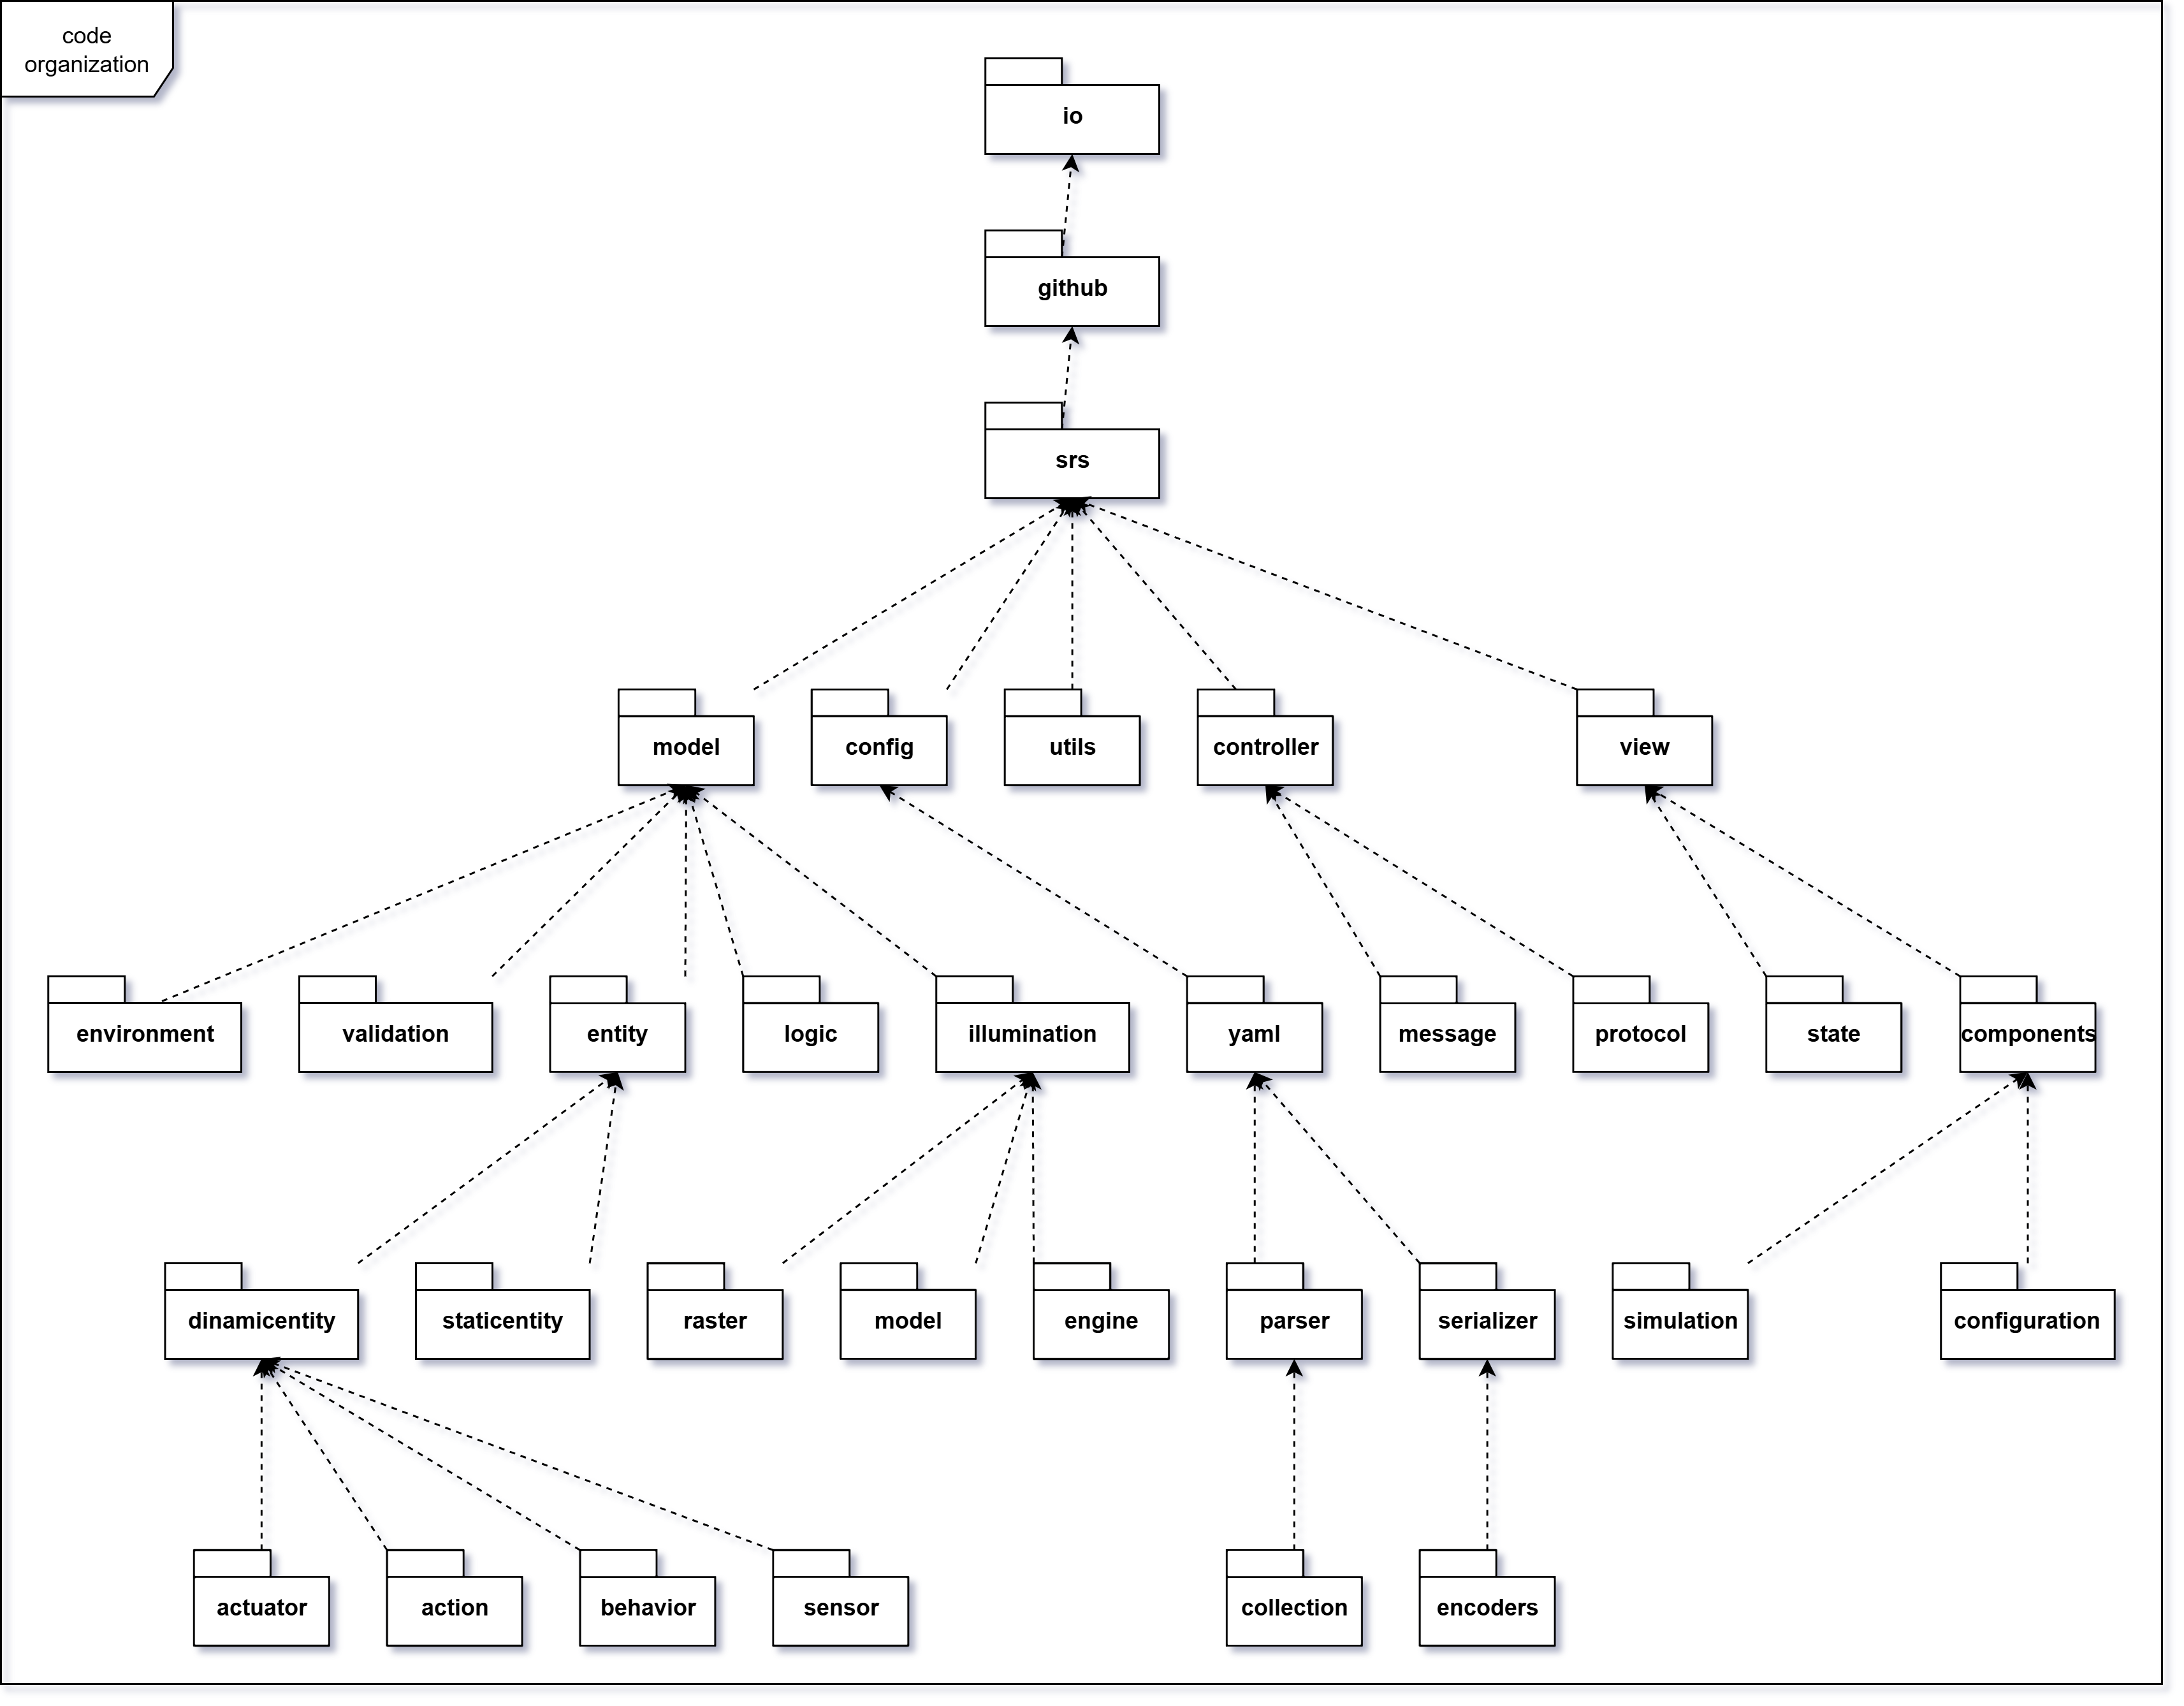 code
organization
io
github
srs
model
config
utils
controller
view
environment
validation
entity
logic
illumination
yaml
message
protocol
state
components
dinamicentity
staticentity
raster
model
engine
parser
serializer
simulation
configuration
actuator
action
behavior
sensor
collection
encoders